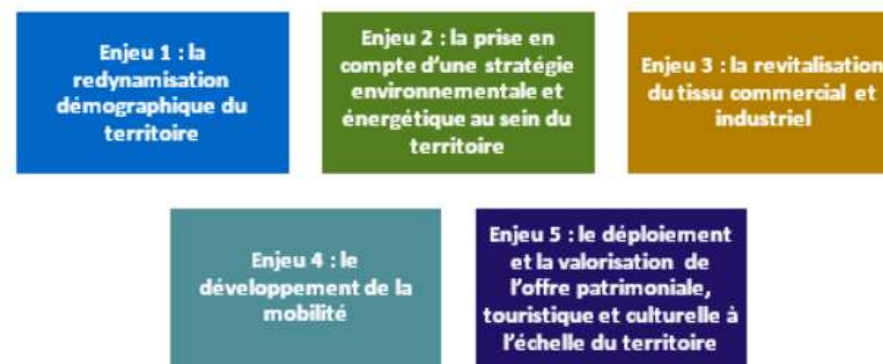 Enjeu 1 : la
redynamisation
démographique du
territoire
Enjeu 2 : la prise en
compte d'une stratégie
environnementale et
énergétique au sein du
territoire
Enjeu 3 : la revitalisation
du tissu commercial et
industriel
Enjeu 4 : le
développement de la
mobilité
Enjeu 5 : le déploiement
et la valorisation de
l'offre patrimoniale,
touristique et culturelle à
l'échelle du territoire